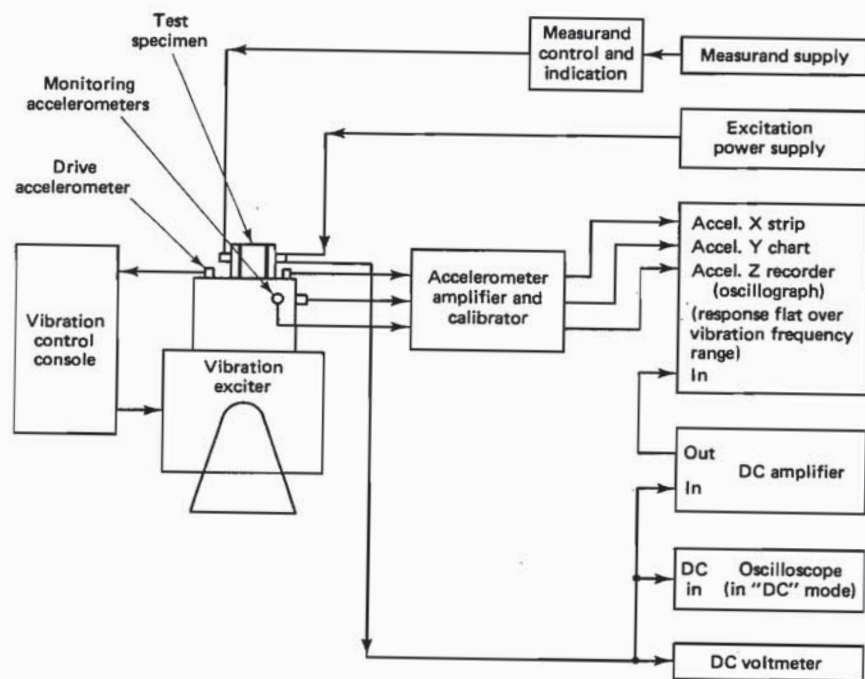 Test
specimen
Monitoring
accelerometers
Drive
accelerometer
Measurand
control and
indication
Measurand supply
Excitation
power supply
Vibration
control
console
Vibration
exciter
Accelerometer
amplifier and
calibrator
Accel. X strip
Accel. Y chart
Accel. Z recorder
(oscillograph)
(response flat over
vibration frequency
range)
In
Out
DC amplifier
In
DC Oscilloscope
in (in "DC" mode)
DC voltmeter